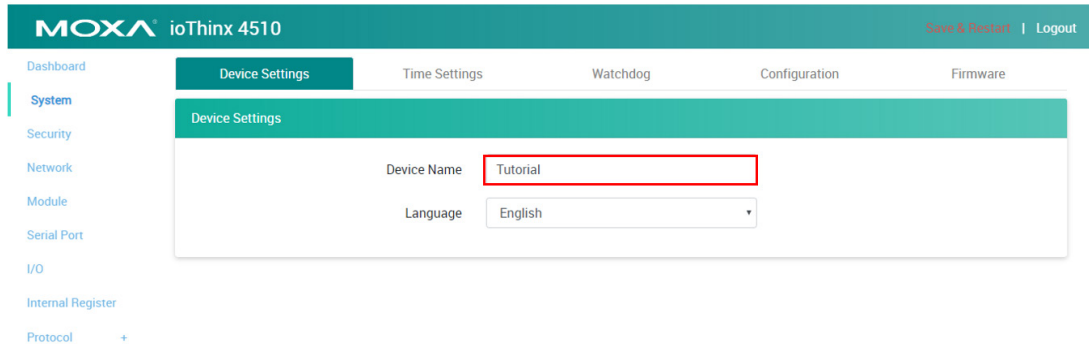 MOXA® ioThinx 4510
Save & Restart | Logout
Dashboard
System
Security
Network
Module
Serial Port
I/O
Internal Register
Protocol +
Device Settings Time Settings Watchdog Configuration Firmware
Device Settings
Device Name Tutorial
Language English